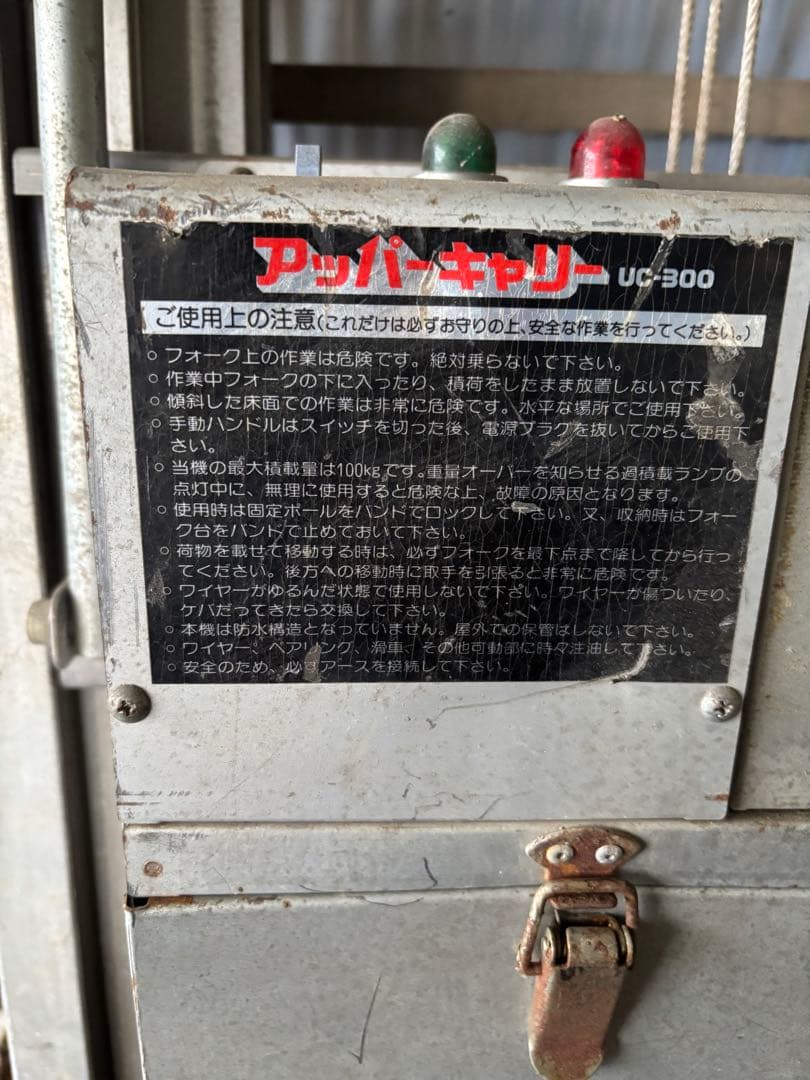 アッパーキャリー UC-300
ご使用上の注意(これだけは必ずお守りの上、安全な作業を行ってください。)
○ フォーク上の作業は危険です。絶対乗らないで下さい。
○ 作業中フォークの下に入ったり、積荷をしたまま放置しないで下さい。
○ 傾斜した床面での作業は非常に危険です。水平な場所でご使用下さい。
○ 手動ハンドルはスイッチを切った後、電源プラグを抜いてからご使用下
さい。
○ 当機の最大積載量は100kgです。重量オーバーを知らせる過積載ランプの
点灯中に、無理に使用すると危険な上、故障の原因となります。
○ 使用時は固定ポールをバンドでロックして下さい。又、収納時はフォー
ク台をバンドで止めておいて下さい。
○ 荷物を載せて移動する時は、必ずフォークを最下点まで降してから行っ
てください。後方への移動時に取手を引張ると非常に危険です。
○ ワイヤーがゆるんだ状態で使用しないで下さい。ワイヤーが傷ついたり、
ケバだってきたら交換して下さい。
○ 本機は防水構造となっていません。屋外での保管はしないで下さい。
○ ワイヤー、ベアリング、滑車、その他可動部に時々注油して下さい。
○ 安全のため、必ずアースを接続して下さい。